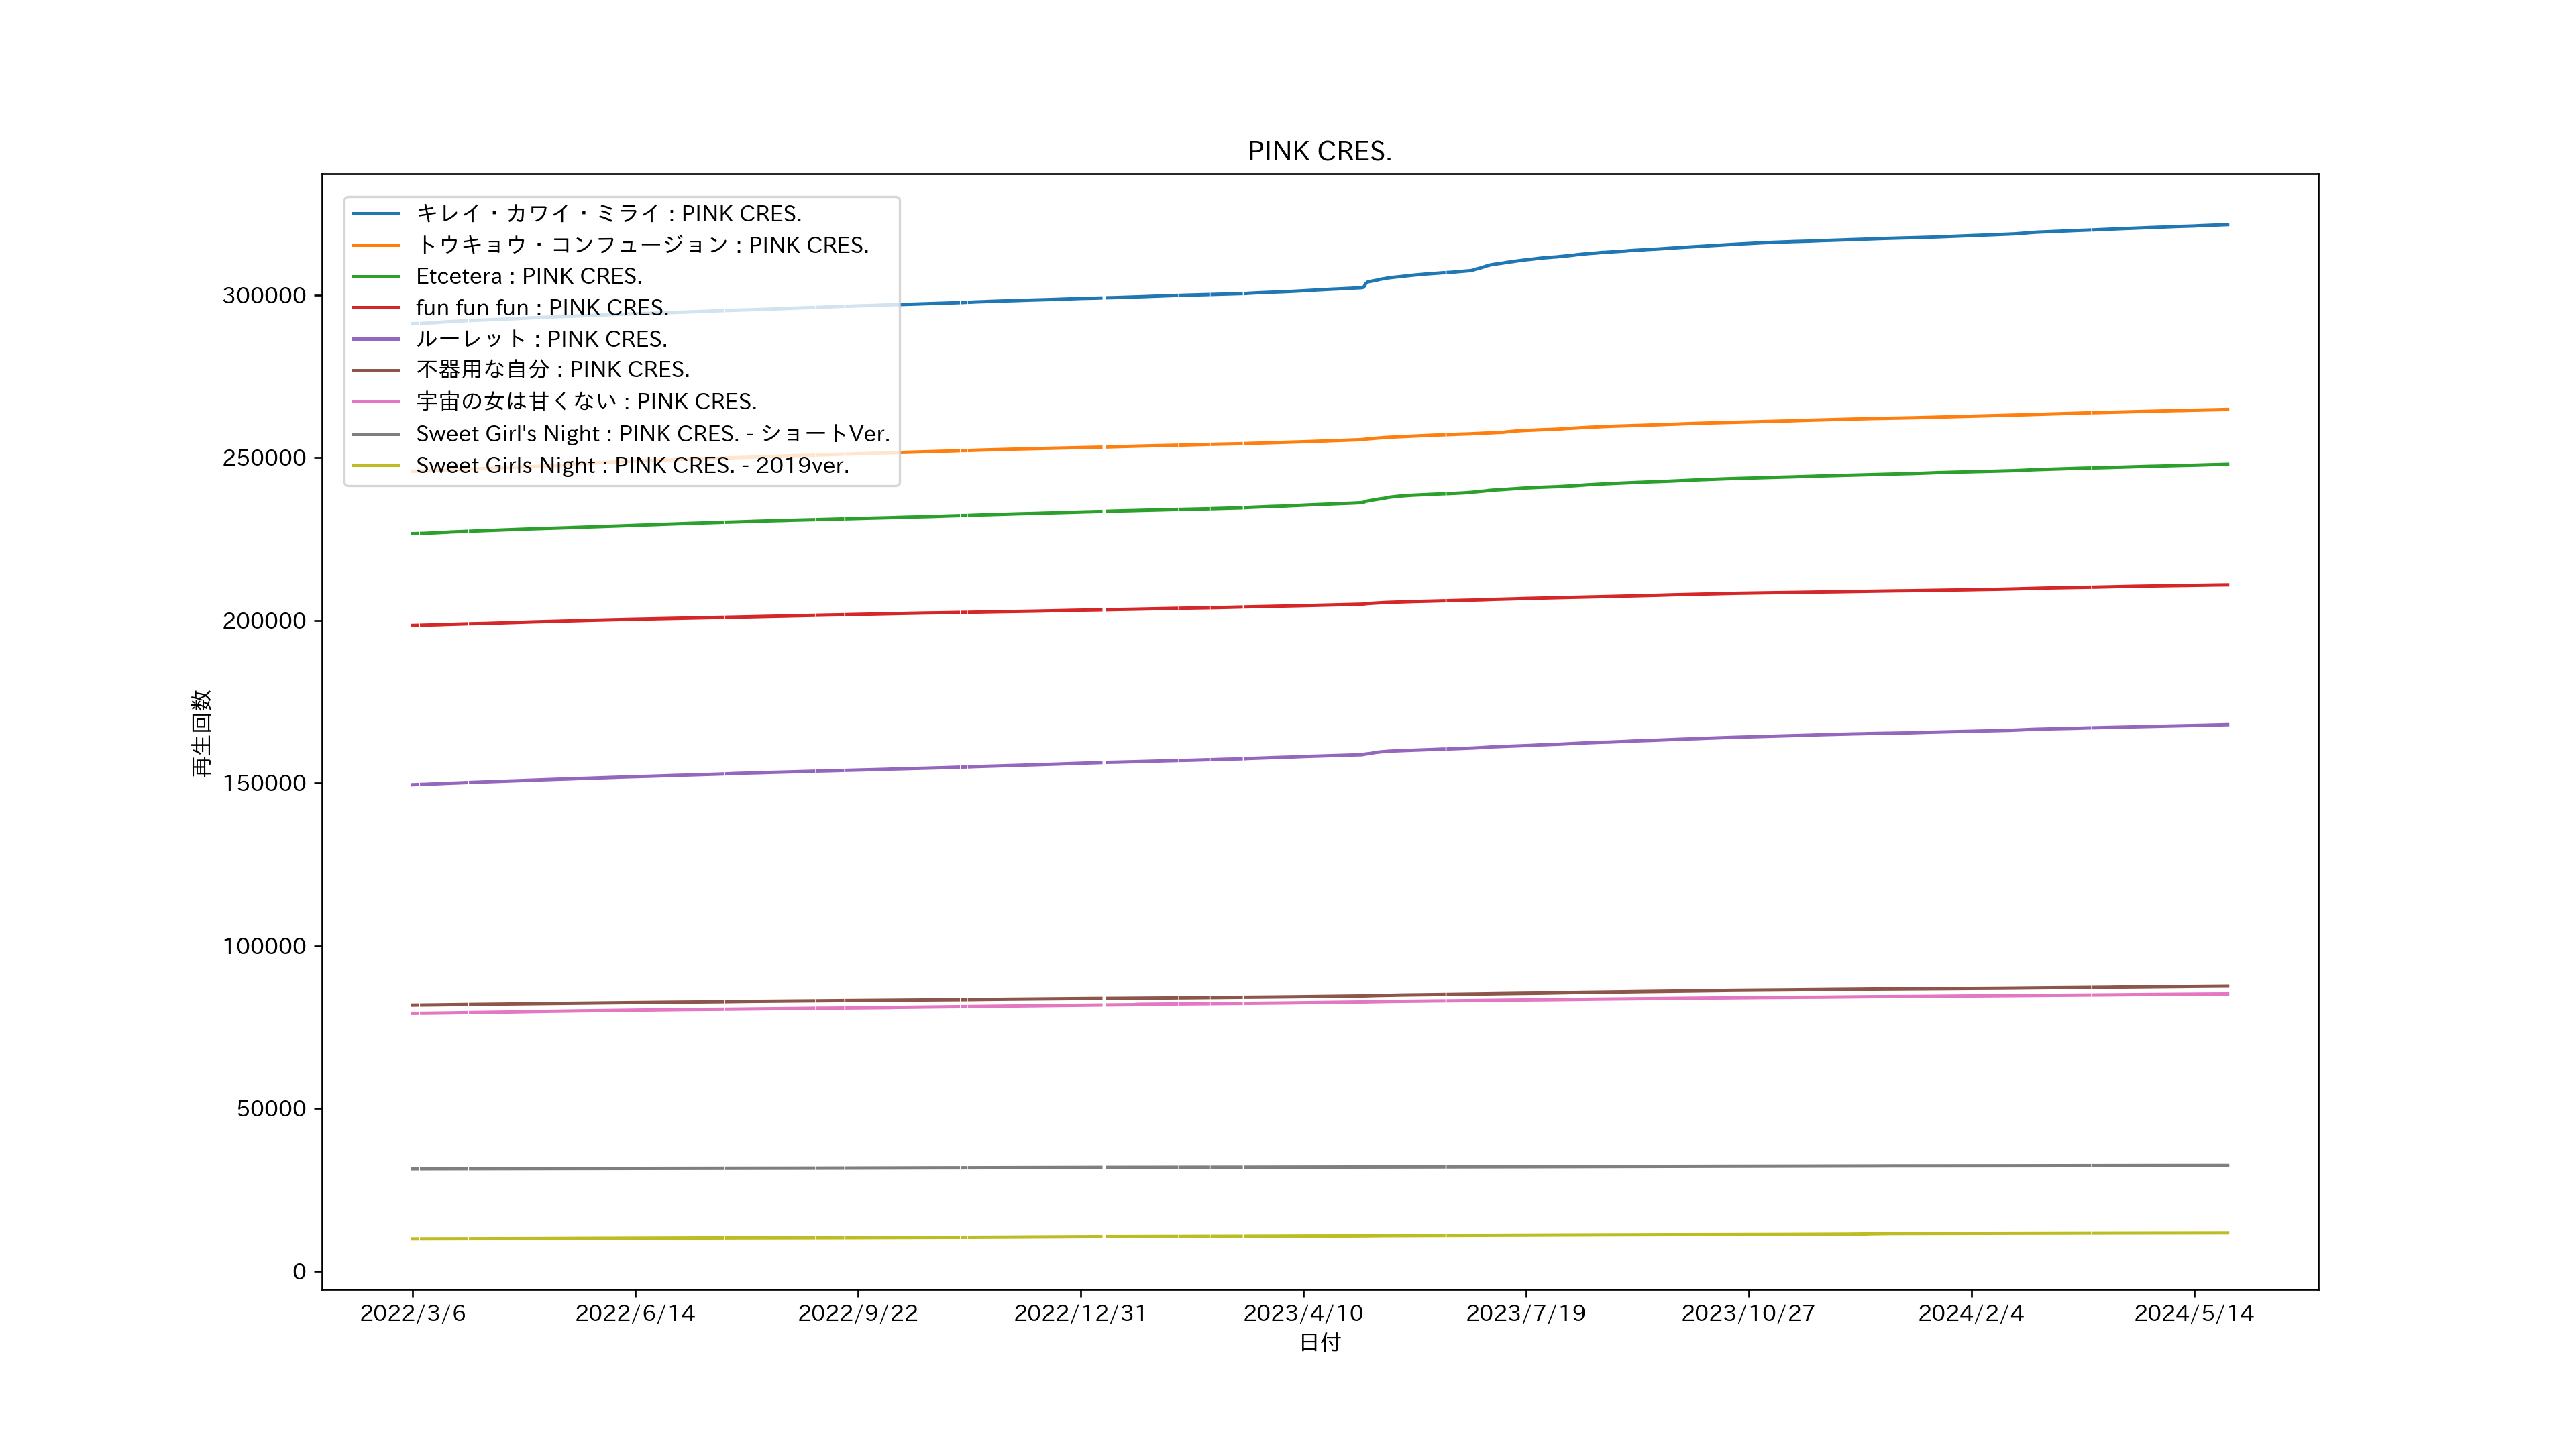 PINK CRES.
キレイ・カワイ・ミライ : PINK CRES.
トウキョウ・コンフュージョン : PINK CRES.
Etcetera : PINK CRES.
fun fun fun : PINK CRES.
ルーレット : PINK CRES.
不器用な自分 : PINK CRES.
宇宙の女は甘くない : PINK CRES.
Sweet Girl's Night : PINK CRES. - ショートVer.
Sweet Girls Night : PINK CRES. - 2019ver.
300000
250000
200000
150000
100000
50000
0
再生回数
2022/3/6 2022/6/14 2022/9/22 2022/12/31 2023/4/10 2023/7/19 2023/10/27 2024/2/4 2024/5/14
日付